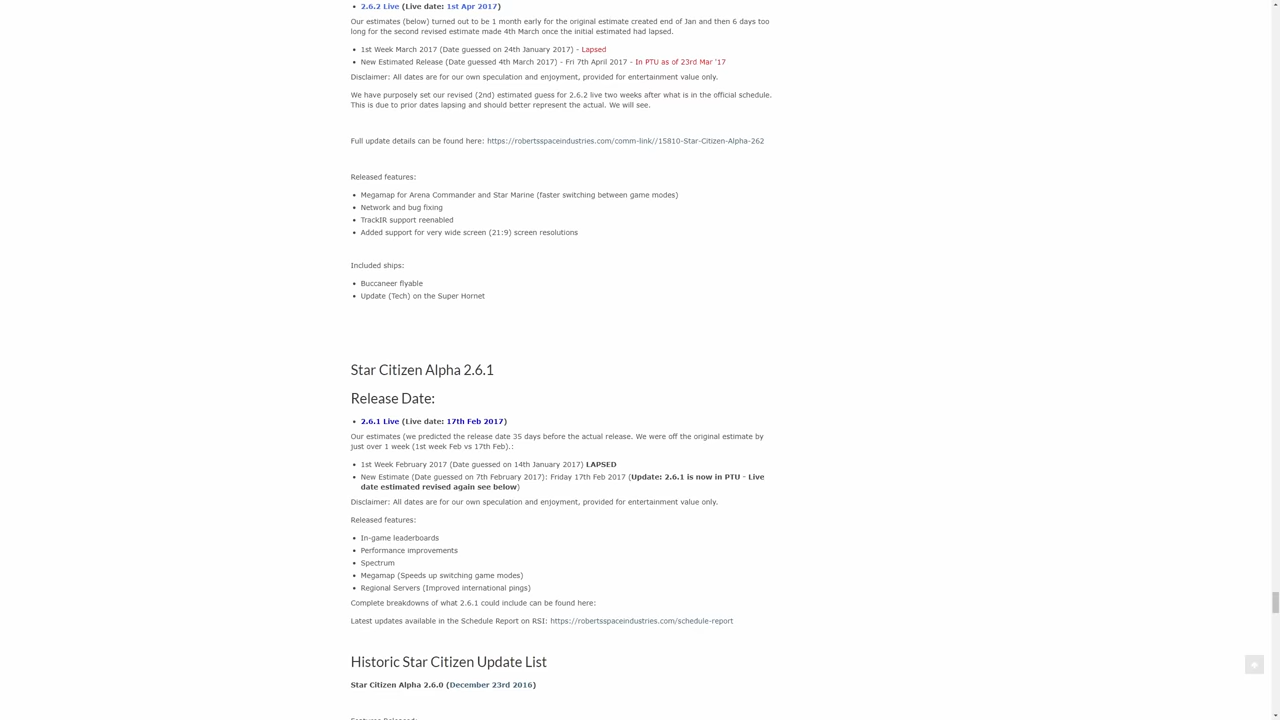 2.6.2 Live (Live date: 1st Apr 2017)
Our estimates (below) turned out to be 1 month early for the original estimate created end of Jan and then 6 days too
long for the second revised estimate made 4th March once the initial estimated had lapsed.
1st Week March 2017 (Date guessed on 24th January 2017) - Lapsed
New Estimated Release (Date guessed 4th March 2017) - Fri 7th April 2017 - In PTU as of 23rd Mar '17
Disclaimer: All dates are for our own speculation and enjoyment, provided for entertainment value only.
We have purposely set our revised (2nd) estimated guess for 2.6.2 live two weeks after what is in the official schedule.
This is due to prior dates lapsing and should better represent the actual. We will see.
Full update details can be found here: https://robertsspaceindustries.com/comm-link//15810-Star-Citizen-Alpha-262
Released features:
Megamap for Arena Commander and Star Marine (faster switching between game modes)
Network and bug fixing
TrackIR support reenabled
Added support for very wide screen (21:9) screen resolutions
Included ships:
Buccaneer flyable
Update (Tech) on the Super Hornet
Star Citizen Alpha 2.6.1
Release Date:
2.6.1 Live (Live date: 17th Feb 2017)
Our estimates (we predicted the release date 35 days before the actual release. We were off the original estimate by
just over 1 week (1st week Feb vs 17th Feb).:
1st Week February 2017 (Date guessed on 14th January 2017) LAPSED
New Estimate (Date guessed on 7th February 2017): Friday 17th Feb 2017 (Update: 2.6.1 is now in PTU - Live
date estimated revised again see below)
Disclaimer: All dates are for our own speculation and enjoyment, provided for entertainment value only.
Released features:
In-game leaderboards
Performance improvements
Spectrum
Megamap (Speeds up switching game modes)
Regional Servers (Improved international pings)
Complete breakdowns of what 2.6.1 could include can be found here:
Latest updates available in the Schedule Report on RSI: https://robertsspaceindustries.com/schedule-report
Historic Star Citizen Update List
Star Citizen Alpha 2.6.0 (December 23rd 2016)